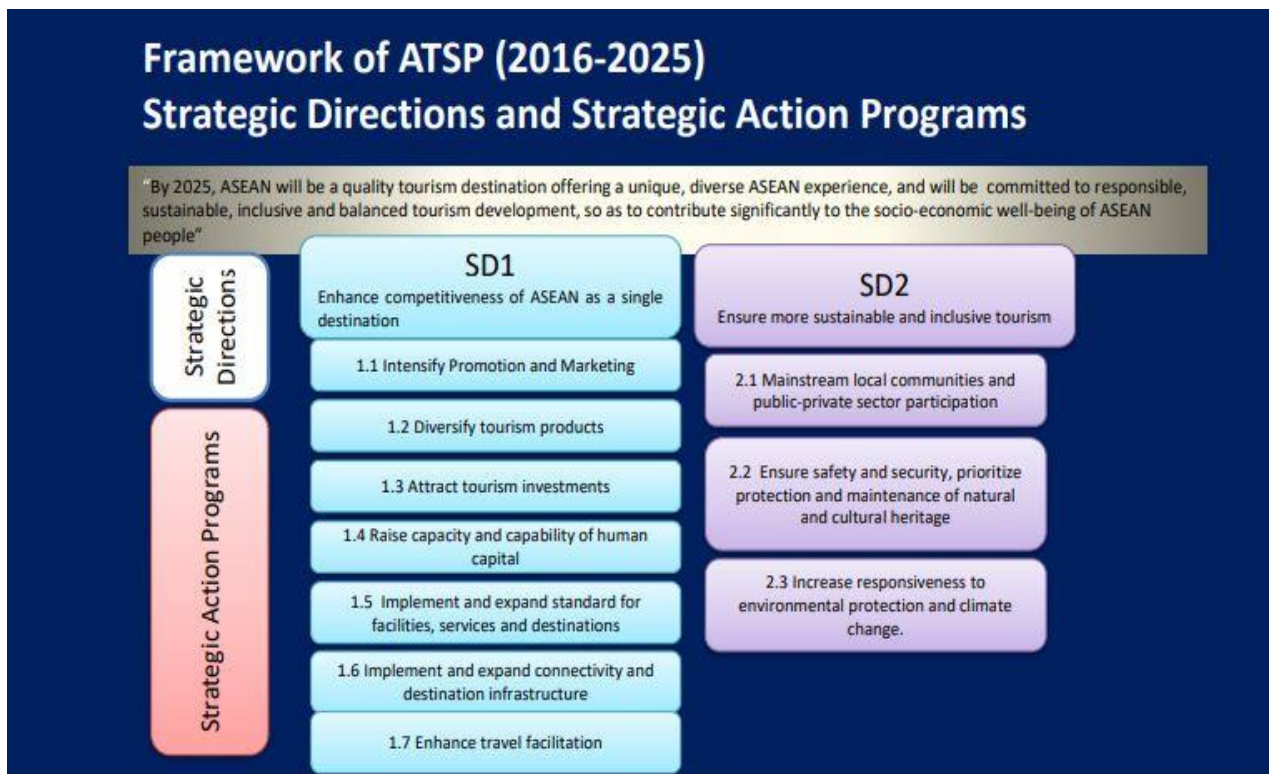 Framework of ATSP (2016-2025)
Strategic Directions and Strategic Action Programs
“By 2025, ASEAN will be a quality tourism destination offering a unique, diverse ASEAN experience, and will be committed to responsible,
sustainable, inclusive and balanced tourism development, so as to contribute significantly to the socio-economic well-being of ASEAN
people”
Strategic
Directions
SD1
Enhance competitiveness of ASEAN as a single
destination
SD2
Ensure more sustainable and inclusive tourism
Strategic Action Programs
1.1 Intensify Promotion and Marketing
1.2 Diversify tourism products
1.3 Attract tourism investments
1.4 Raise capacity and capability of human
capital
1.5 Implement and expand standard for
facilities, services and destinations
1.6 Implement and expand connectivity and
destination infrastructure
1.7 Enhance travel facilitation
2.1 Mainstream local communities and
public-private sector participation
2.2 Ensure safety and security, prioritize
protection and maintenance of natural
and cultural heritage
2.3 Increase responsiveness to
environmental protection and climate
change.